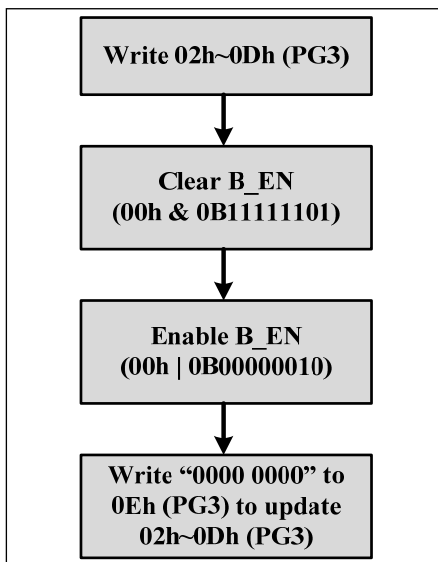 Write 02h~0Dh (PG3)
Clear B_EN
(00h & 0B11111101)
Enable B_EN
(00h | 0B00000010)
Write “0000 0000” to
0Eh (PG3) to update
02h~0Dh (PG3)